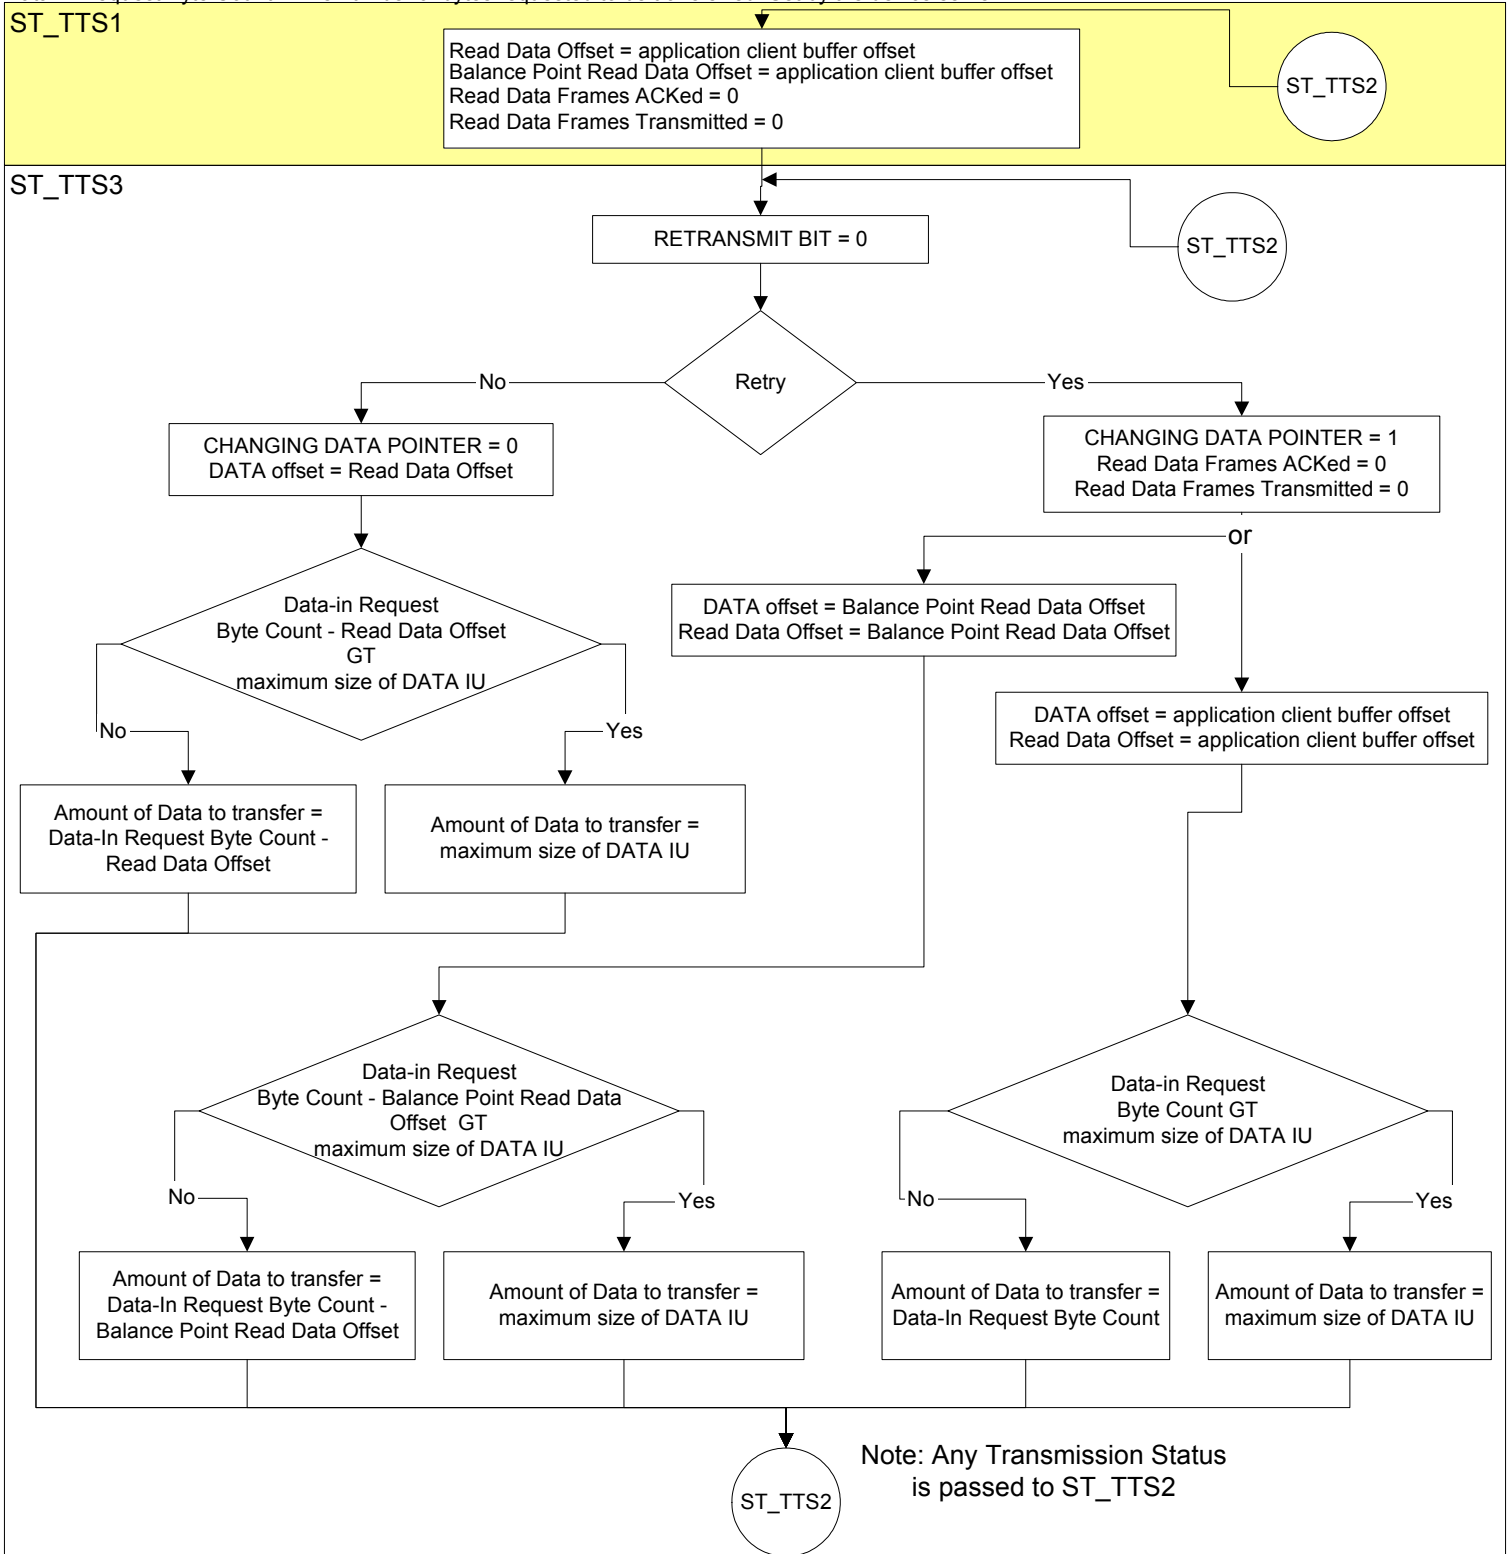 ST_TTS1
Read Data Offset = application client buffer offset
Balance Point Read Data Offset = application client buffer offset
Read Data Frames ACKed = 0
Read Data Frames Transmitted = 0
ST_TTS2
ST_TTS3
RETRANSMIT BIT = 0
ST_TTS2
Retry
No
Yes
CHANGING DATA POINTER = 0
DATA offset = Read Data Offset
CHANGING DATA POINTER = 1
Read Data Frames ACKed = 0
Read Data Frames Transmitted = 0
or
Data-in Request
Byte Count - Read Data Offset
GT
maximum size of DATA IU
DATA offset = Balance Point Read Data Offset
Read Data Offset = Balance Point Read Data Offset
No
Yes
DATA offset = application client buffer offset
Read Data Offset = application client buffer offset
Amount of Data to transfer =
Data-In Request Byte Count -
Read Data Offset
Amount of Data to transfer =
maximum size of DATA IU
Data-in Request
Byte Count - Balance Point Read Data
Offset GT
maximum size of DATA IU
Data-in Request
Byte Count GT
maximum size of DATA IU
No
Yes
No
Yes
Amount of Data to transfer =
Data-In Request Byte Count -
Balance Point Read Data Offset
Amount of Data to transfer =
maximum size of DATA IU
Amount of Data to transfer =
Data-In Request Byte Count
Amount of Data to transfer =
maximum size of DATA IU
ST_TTS2
Note: Any Transmission Status
is passed to ST_TTS2